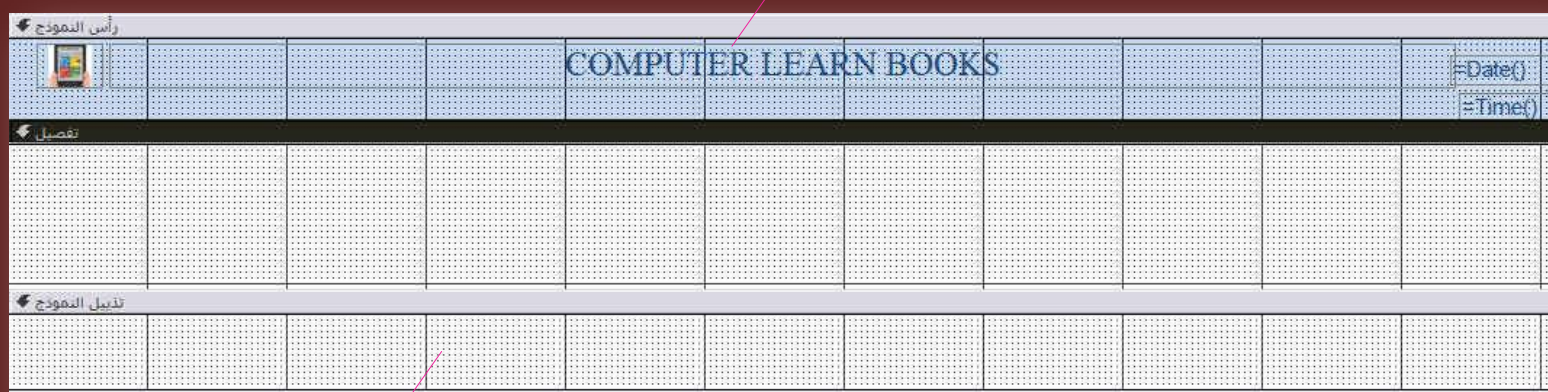 رأس النموذج
COMPUTER LEARN BOOKS
=Date()
=Time()
تفصيل
تذييل النموذج